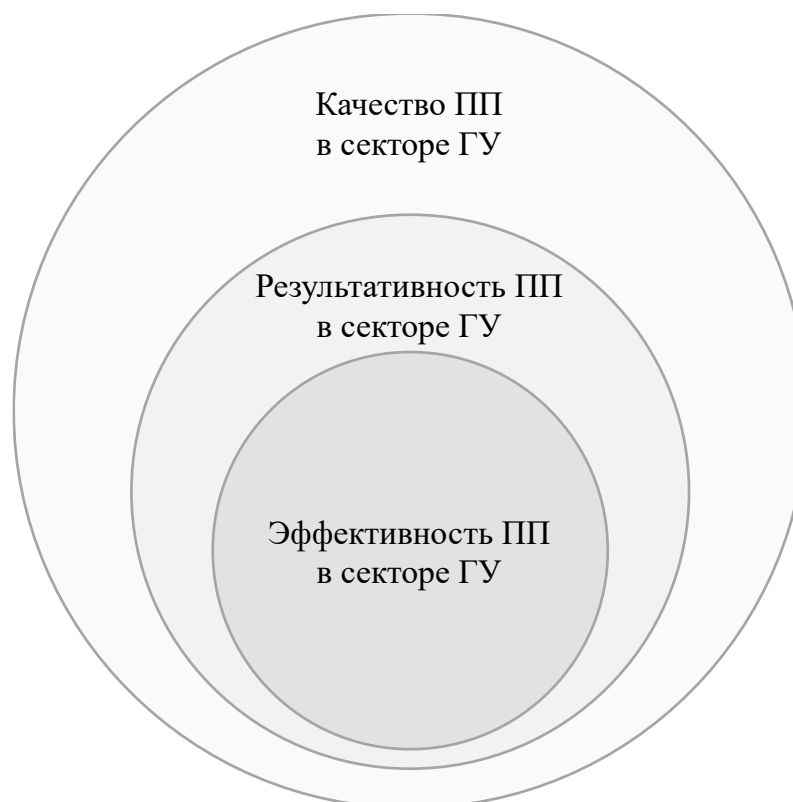 Качество ПП
в секторе ГУ
Результативность ПП
в секторе ГУ
Эффективность ПП
в секторе ГУ